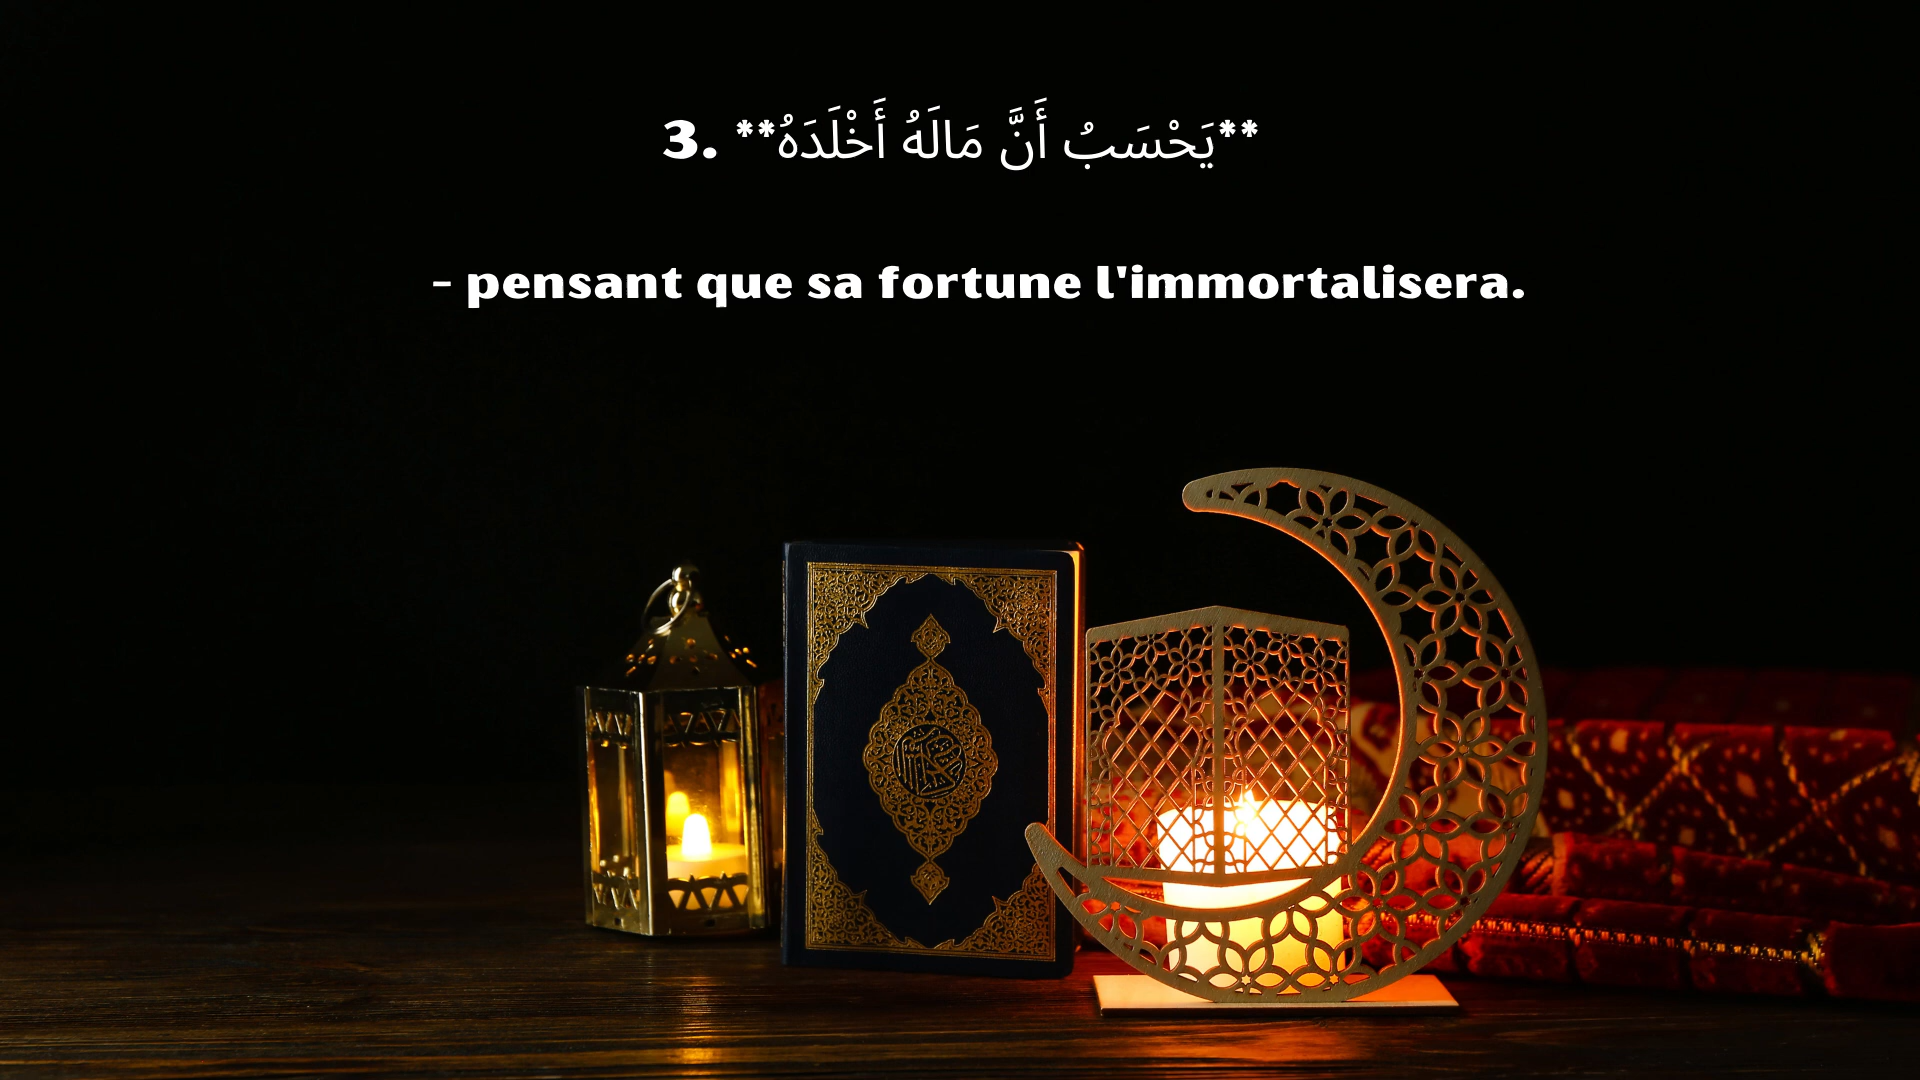 3. **يَحْسَبُ أَنَّ مَالَهُ أَخْلَدَهُ**
- pensant que sa fortune l'immortalisera.